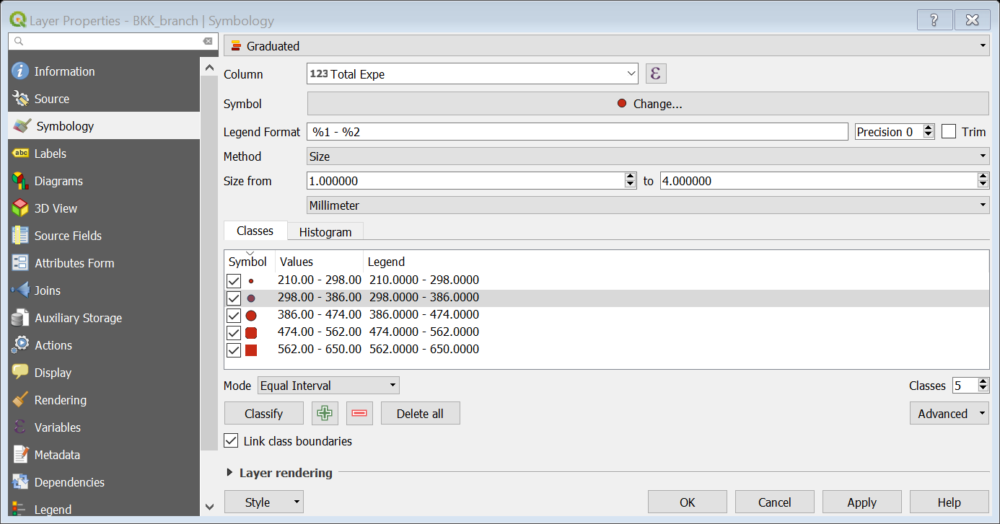 Layer Properties - BKK_branch | Symbology
?
Graduated
Information
Source
Symbology
abc Labels
Diagrams
3D View
Source Fields
Attributes Form
Joins
Auxiliary Storage
Actions
Display
Rendering
Variables
Metadata
Dependencies
Legend
Column 123 Total Expe ε
Symbol Change...
Legend Format %1 - %2 Precision 0 Trim
Method Size
Size from 1.000000 to 4.000000
Millimeter
Classes Histogram
Symbol Values Legend
210.00 - 298.00 210.0000 - 298.0000
298.00 - 386.00 298.0000 - 386.0000
386.00 - 474.00 386.0000 - 474.0000
474.00 - 562.00 474.0000 - 562.0000
562.00 - 650.00 562.0000 - 650.0000
Mode Equal Interval Classes 5
Classify Delete all Advanced
Link class boundaries
Layer rendering
Style OK Cancel Apply Help